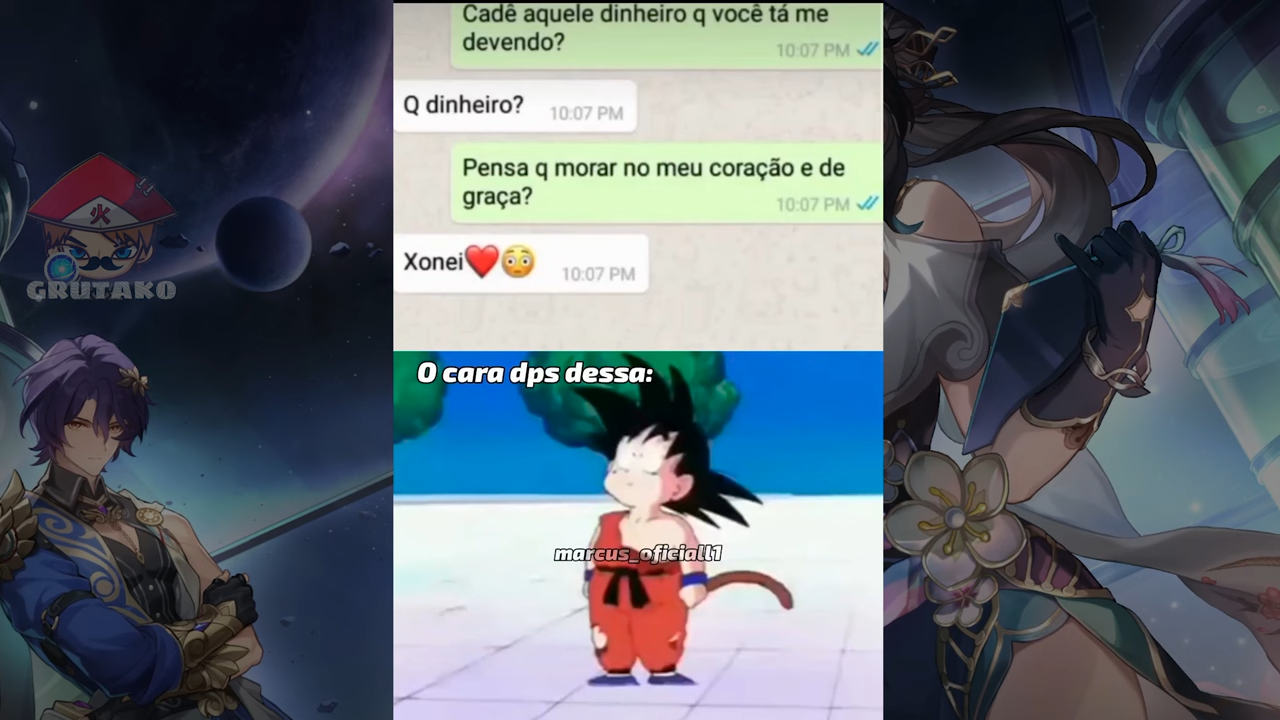 Cadê aquele dinheiro q você tá me
devendo?
10:07 PM
Q dinheiro?
10:07 PM
Pensa q morar no meu coração e de
graça?
10:07 PM
Xonei❤️😳
10:07 PM
O cara dps dessa:
marcus_oficiall1
火
GRUTAKO